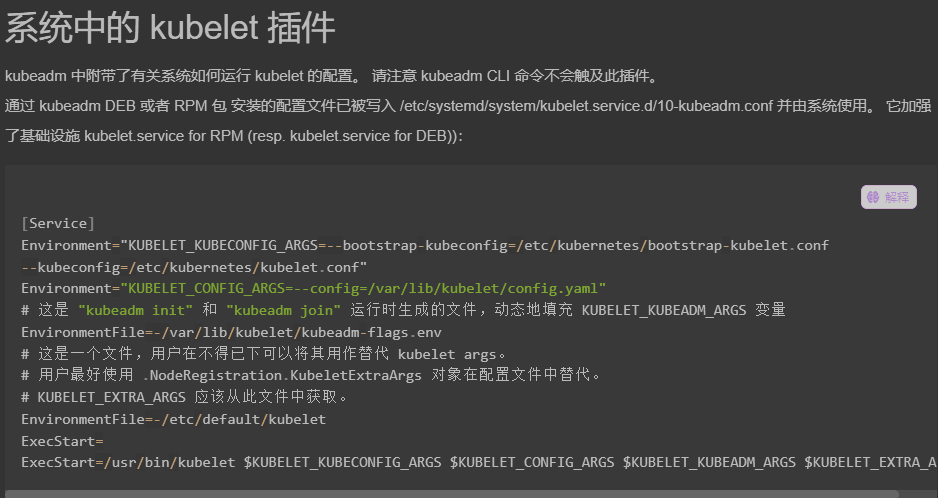 系统中的 kubelet 插件
kubeadm 中附带了有关系统如何运行 kubelet 的配置。 请注意 kubeadm CLI 命令不会触及此插件。
通过 kubeadm DEB 或者 RPM 包 安装的配置文件已被写入 /etc/systemd/system/kubelet.service.d/10-kubeadm.conf 并由系统使用。 它加强
了基础设施 kubelet.service for RPM (resp. kubelet.service for DEB)):
解释
[Service]
Environment="KUBELET_KUBECONFIG_ARGS=--bootstrap-kubeconfig=/etc/kubernetes/bootstrap-kubelet.conf
--kubeconfig=/etc/kubernetes/kubelet.conf"
Environment="KUBELET_CONFIG_ARGS=--config=/var/lib/kubelet/config.yaml"
# 这是 "kubeadm init" 和 "kubeadm join" 运行时生成的文件，动态地填充 KUBELET_KUBEADM_ARGS 变量
EnvironmentFile=-/var/lib/kubelet/kubeadm-flags.env
# 这是一个文件，用户在不得已下可以将其用作替代 kubelet args。
# 用户最好使用 .NodeRegistration.KubeletExtraArgs 对象在配置文件中替代。
# KUBELET_EXTRA_ARGS 应该从此文件中获取。
EnvironmentFile=-/etc/default/kubelet
ExecStart=
ExecStart=/usr/bin/kubelet $KUBELET_KUBECONFIG_ARGS $KUBELET_CONFIG_ARGS $KUBELET_KUBEADM_ARGS $KUBELET_EXTRA_A